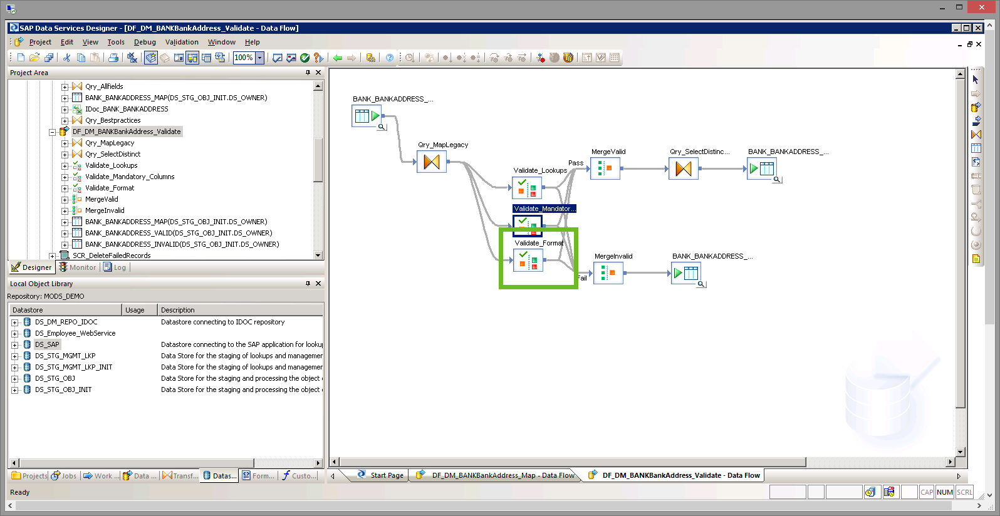 SAP Data Services Designer - [DF_DM_BANKBankAddress_Validate - Data Flow]
Project Edit View Tools Debug Validation Window Help
100%
Project Area
Qry_Allfields
BANK_BANKADDRESS_MAP(DS_STG_OBJ_INIT.DS_OWNER)
IDoc_BANK_BANKADDRESS
Qry_Bestpractices
DF_DM_BANKBankAddress_Validate
Qry_MapLegacy
Qry_SelectDistinct
Validate_Lookups
Validate_Mandatory_Columns
Validate_Format
MergeValid
MergeInvalid
BANK_BANKADDRESS_MAP(DS_STG_OBJ_INIT.DS_OWNER)
BANK_BANKADDRESS_VALID(DS_STG_OBJ_INIT.DS_OWNER)
BANK_BANKADDRESS_INVALID(DS_STG_OBJ_INIT.DS_OWNER)
SCR_DeleteFailedRecords
Designer Monitor Log
Local Object Library
Repository: MODS_DEMO
Datastore Usage Description
DS_DM_REPO_IDOC Datastore connecting to IDOC repository
DS_Employee_WebService
DS_SAP Datastore connecting to the SAP application for looku
DS_STG_MGMT_LKP Data Store for the staging of lookups and managemer
DS_STG_MGMT_LKP_INIT Data Store for the staging of lookups and managemer
DS_STG_OBJ Data Store for the staging and processing the object
DS_STG_OBJ_INIT Data Store for the staging and processing the object
Projects Jobs Work ... Data ... Transf... Datas... Form... Custo...
BANK_BANKADDRESS_...
Qry_MapLegacy
Validate_Lookups
Pass
MergeValid
Qry_SelectDistinc...
BANK_BANKADDRESS_...
Validate_Mandator...
Validate_Format
Fail
MergeInvalid
BANK_BANKADDRESS_...
Start Page DF_DM_BANKBankAddress_Map - Data Flow DF_DM_BANKBankAddress_Validate - Data Flow
Ready
CAP NUM SCRL